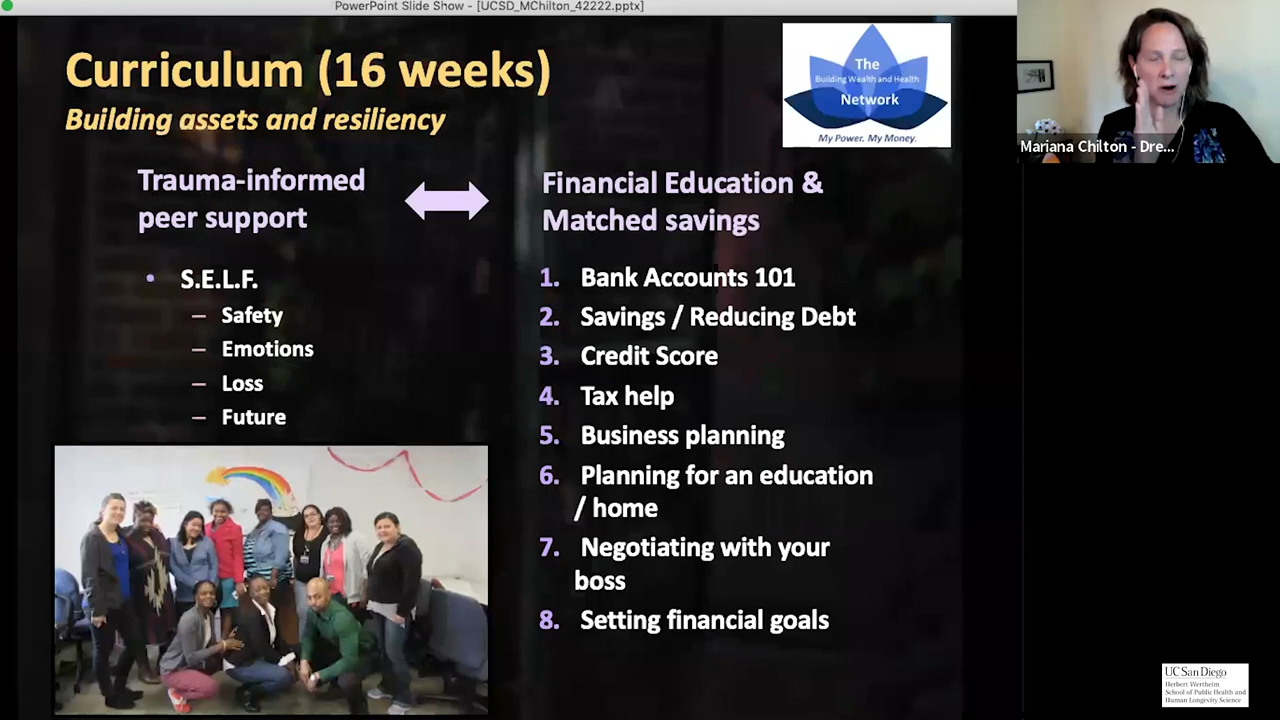 PowerPoint Slide Show - [UCSD_MChilton_42222.pptx]
Curriculum (16 weeks)
Building assets and resiliency
The
Building Wealth and Health
Network
My Power. My Money.
Mariana Chilton - Dre...
Trauma-informed
peer support
• S.E.L.F.
– Safety
– Emotions
– Loss
– Future
Financial Education &
Matched savings
1. Bank Accounts 101
2. Savings / Reducing Debt
3. Credit Score
4. Tax help
5. Business planning
6. Planning for an education
/ home
7. Negotiating with your
boss
8. Setting financial goals
UC San Diego
Herbert Wertheim
School of Public Health and
Human Longevity Science